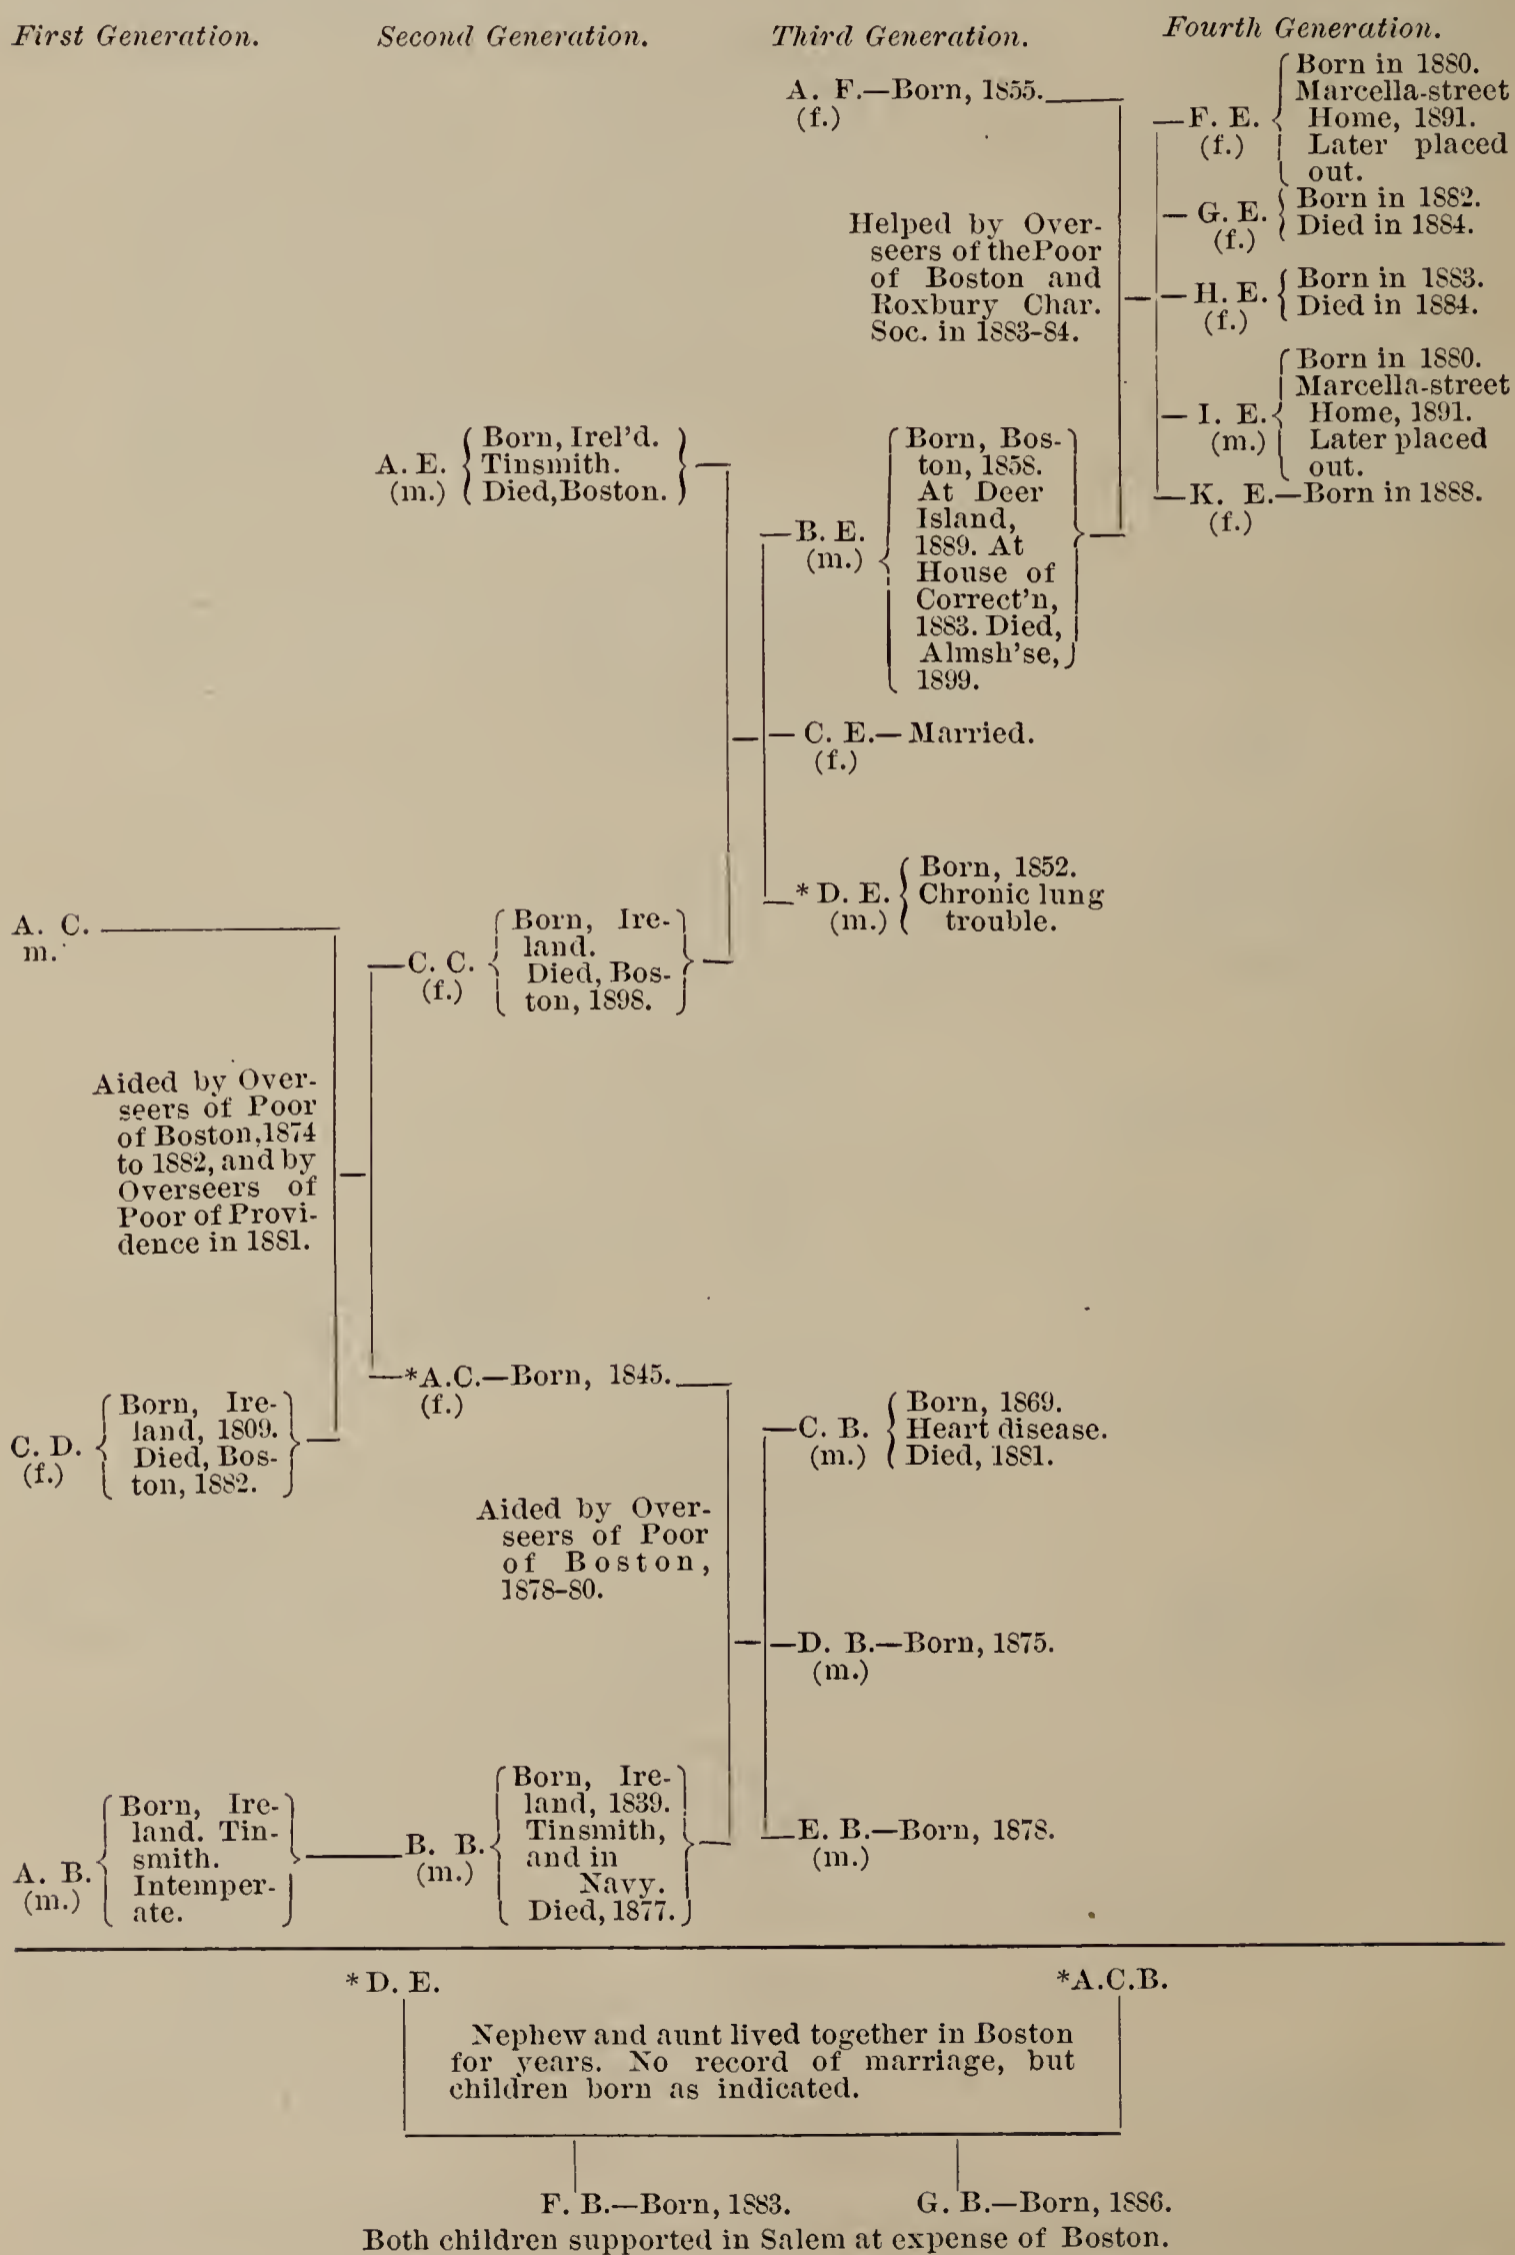 First Generation.
Second Generation.
Third Generation.
Fourth Generation.
A. F.—Born, 1855.
(f.)
Helped by Over-
seers of the Poor
of Boston and
Roxbury Char.
Soc. in 1883-84.
—F. E.
(f.)
Born in 1880.
Marcella-street
Home, 1891.
Later placed
out.
— G. E.
(f.)
Born in 1882.
Died in 1884.
— H. E.
(f.)
Born in 1883.
Died in 1884.
— I. E.
(m.)
Born in 1880.
Marcella-street
Home, 1891.
Later placed
out.
—K. E.—Born in 1888.
(f.)
A. E.
(m.)
Born, Irel'd.
Tinsmith.
Died, Boston.
—B. E.
(m.)
Born, Bos-
ton, 1858.
At Deer
Island,
1889. At
House of
Correct'n,
1883. Died,
Almsh'se,
1899.
— C. E.—Married.
(f.)
—* D. E.
(m.)
Born, 1852.
Chronic lung
trouble.
A. C.
m.
—C. C.
(f.)
Born, Ire-
land.
Died, Bos-
ton, 1898.
Aided by Over-
seers of Poor
of Boston, 1874
to 1882, and by
Overseers of
Poor of Provi-
dence in 1881.
—*A.C.—Born, 1845.
(f.)
C. D.
(f.)
Born, Ire-
land, 1809.
Died, Bos-
ton, 1882.
Aided by Over-
seers of Poor
of Boston,
1878-80.
—C. B.
(m.)
Born, 1869.
Heart disease.
Died, 1881.
—D. B.—Born, 1875.
(m.)
—E. B.—Born, 1878.
(m.)
A. B.
(m.)
Born, Ire-
land. Tin-
smith.
Intemper-
ate.
B. B.
(m.)
Born, Ire-
land, 1839.
Tinsmith,
and in
Navy.
Died, 1877.
* D. E.
*A.C.B.
Nephew and aunt lived together in Boston
for years. No record of marriage, but
children born as indicated.
F. B.—Born, 1883.
G. B.—Born, 1886.
Both children supported in Salem at expense of Boston.